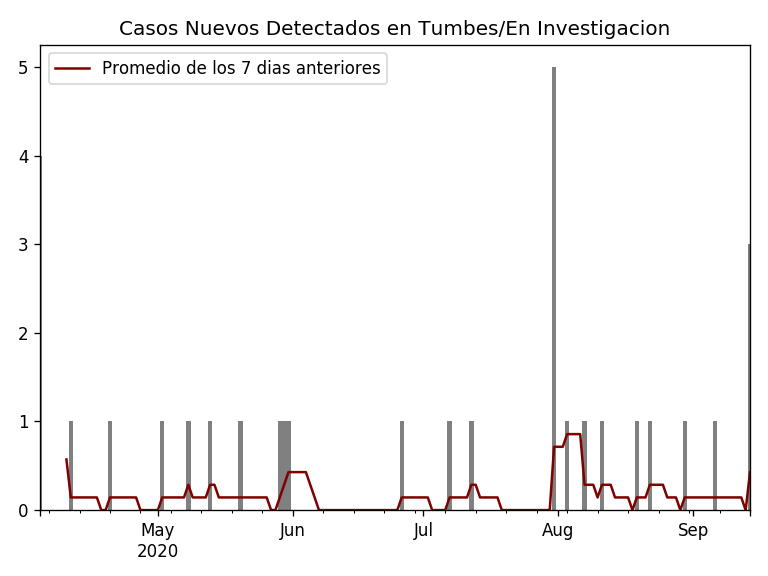 Casos Nuevos Detectados en Tumbes/En Investigacion
Promedio de los 7 dias anteriores
5
4
3
2
1
0
May Jun Jul Aug Sep
2020